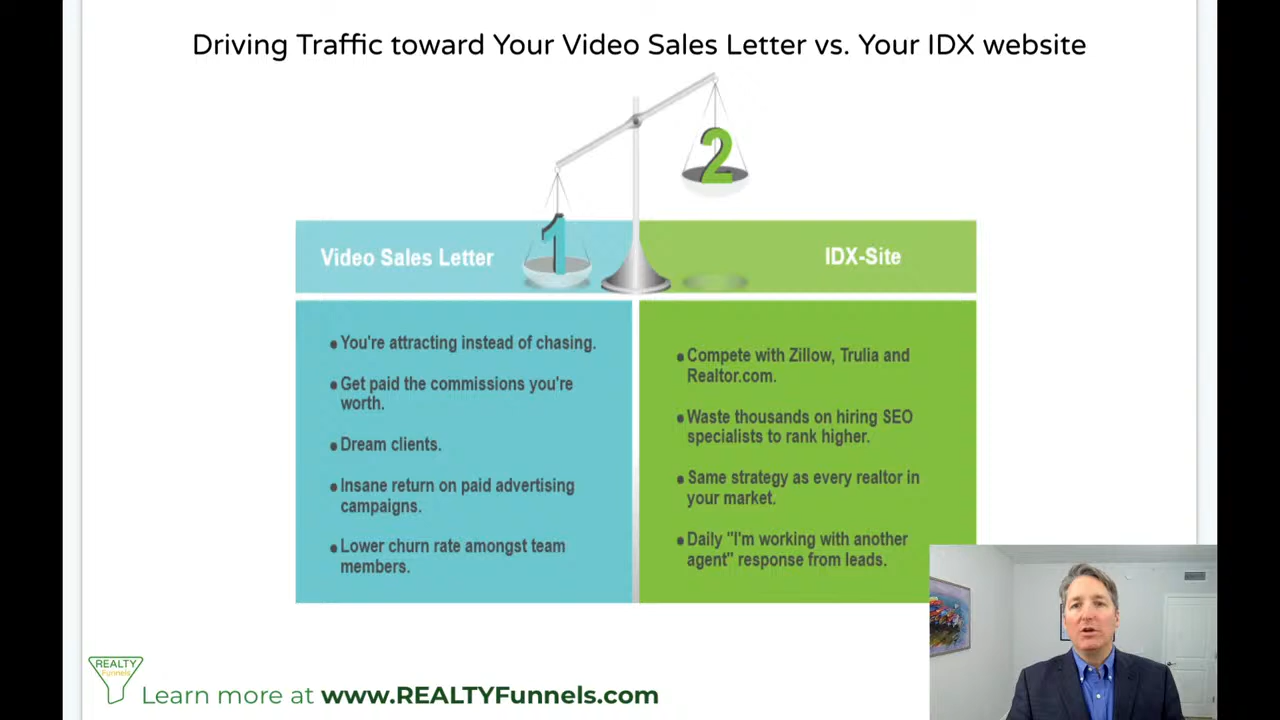 Driving Traffic toward Your Video Sales Letter vs. Your IDX website
2
1
Video Sales Letter
IDX-Site
•You're attracting instead of chasing.
•Get paid the commissions you're
worth.
•Dream clients.
•Insane return on paid advertising
campaigns.
•Lower churn rate amongst team
members.
•Compete with Zillow, Trulia and
Realtor.com.
•Waste thousands on hiring SEO
specialists to rank higher.
•Same strategy as every realtor in
your market.
•Daily "I'm working with another
agent" response from leads.
REALTY
Funnels
Learn more at www.REALTYFunnels.com